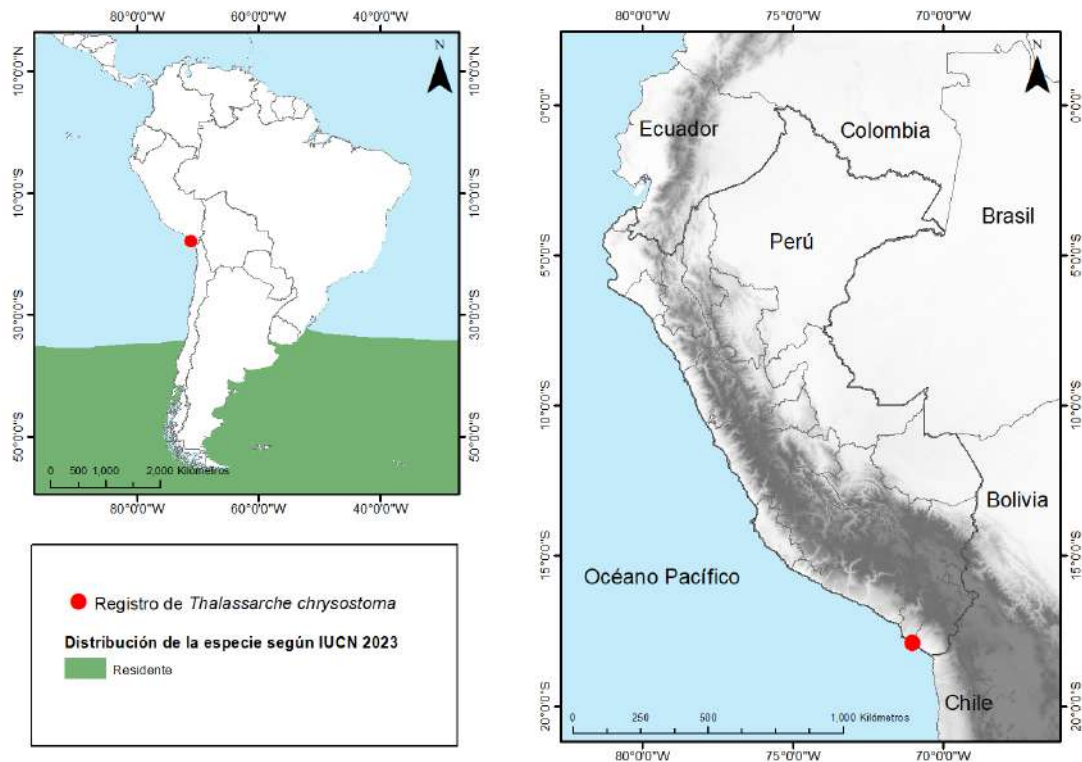 80°0'0"W 60°0'0"W 40°0'0"W
N
10°0'0"N
10°0'0"S
30°0'0"S
50°0'0"S
10°0'0"N
10°0'0"S
30°0'0"S
50°0'0"S
0 500 1,000 2,000 Kilómetros
80°0'0"W 60°0'0"W 40°0'0"W
Registro de Thalassarche chrysostoma
Distribución de la especie según IUCN 2023
Residente
80°0'0"W 75°0'0"W 70°0'0"W
N
0°0'0"
5°0'0"S
10°0'0"S
15°0'0"S
20°0'0"S
0°0'0"
5°0'0"S
10°0'0"S
15°0'0"S
20°0'0"S
Ecuador
Colombia
Brasil
Perú
Bolivia
Océano Pacífico
Chile
0 250 500 1,000 Kilómetros
80°0'0"W 75°0'0"W 70°0'0"W